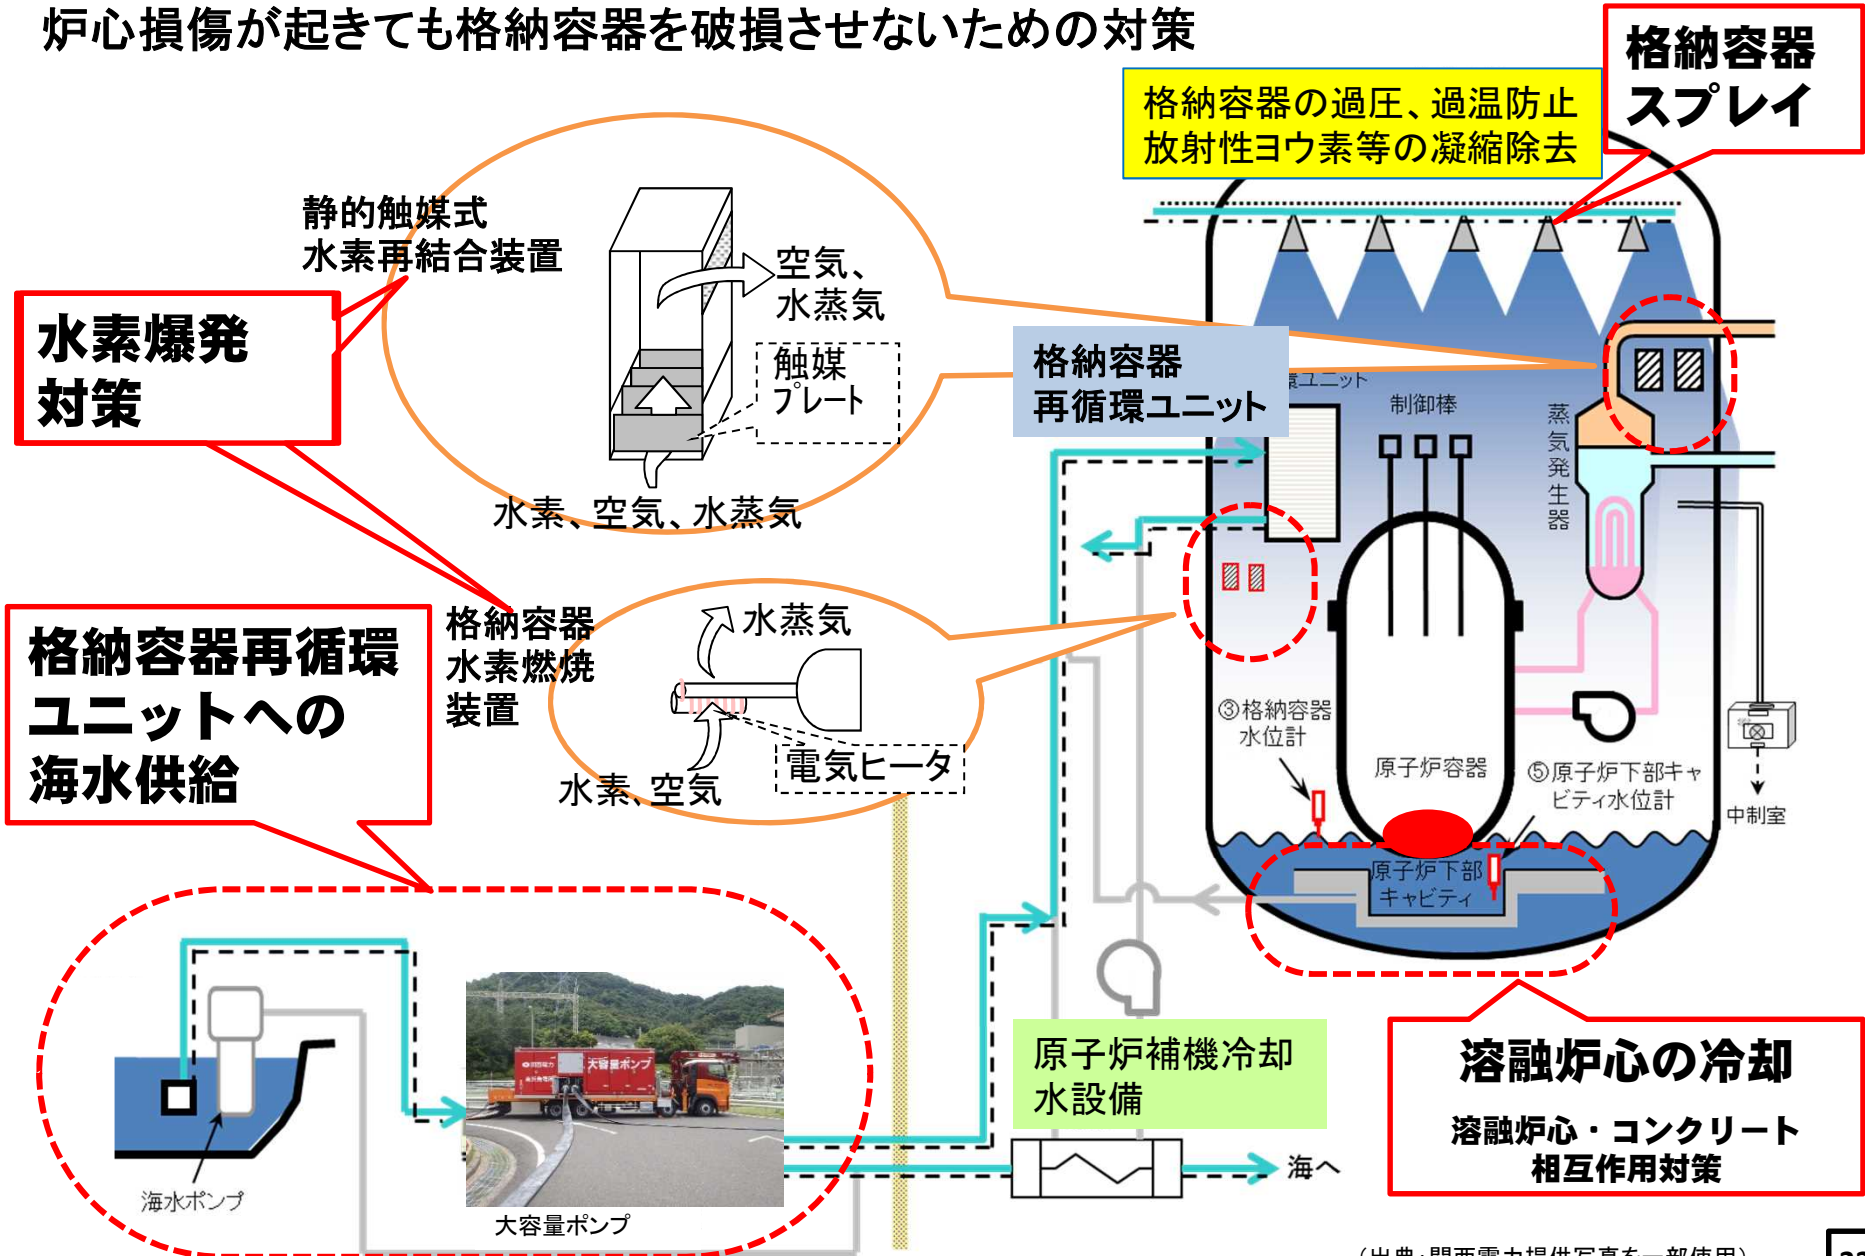 炉心損傷が起きても格納容器を破損させないための対策
格納容器
スプレイ
格納容器の過圧、過温防止
放射性ヨウ素等の凝縮除去
静的触媒式
水素再結合装置
空気、
水蒸気
触媒
プレート
水素、空気、水蒸気
水素爆発
対策
格納容器
再循環ユニット
環ユニット
制御棒
蒸気発生器
格納容器
水素燃焼
装置
水蒸気
電気ヒータ
水素、空気
格納容器再循環
ユニットへの
海水供給
③格納容器
水位計
原子炉容器
⑤原子炉下部キャ
ビティ水位計
中制室
原子炉下部
キャビティ
大容量ポンプ
海水ポンプ
大容量ポンプ
原子炉補機冷却
水設備
海へ
溶融炉心の冷却
溶融炉心・コンクリート
相互作用対策